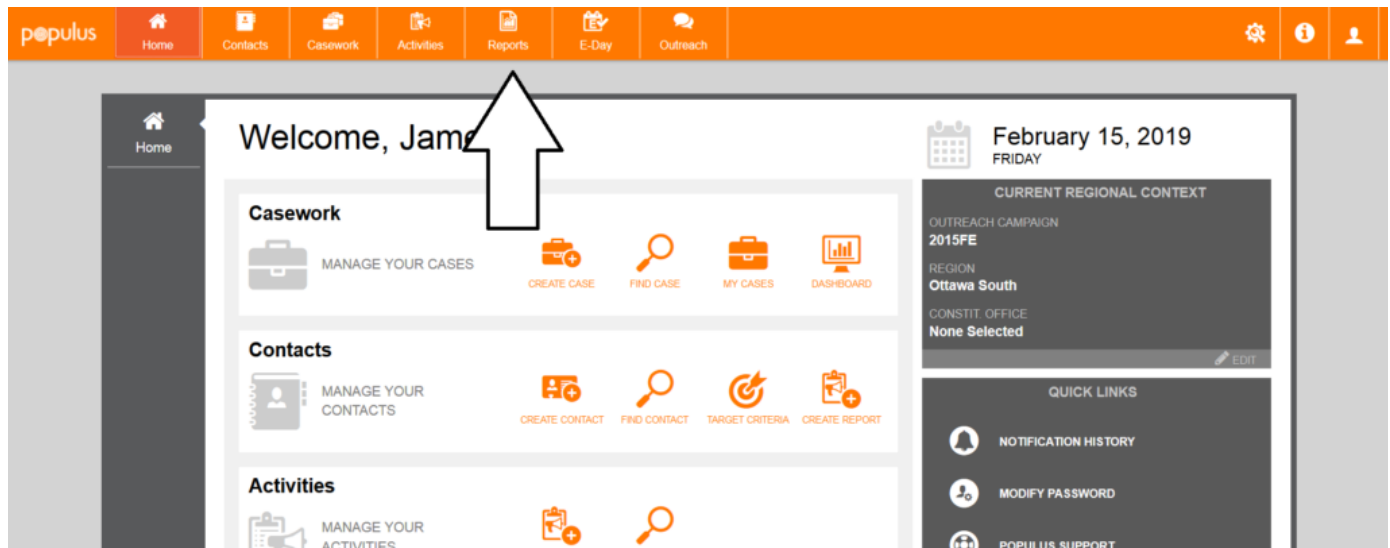 populus
Home
Contacts
Casework
Activities
Reports
E-Day
Outreach
Home
Welcome, Jam
February 15, 2019
FRIDAY
Casework
MANAGE YOUR CASES
CREATE CASE
FIND CASE
MY CASES
DASHBOARD
Contacts
MANAGE YOUR
CONTACTS
CREATE CONTACT
FIND CONTACT
TARGET CRITERIA
CREATE REPORT
Activities
MANAGE YOUR
ACTIVITIES
CURRENT REGIONAL CONTEXT
OUTREACH CAMPAIGN
2015FE
REGION
Ottawa South
CONSTIT. OFFICE
None Selected
EDIT
QUICK LINKS
NOTIFICATION HISTORY
MODIFY PASSWORD
POPULUS SUPPORT